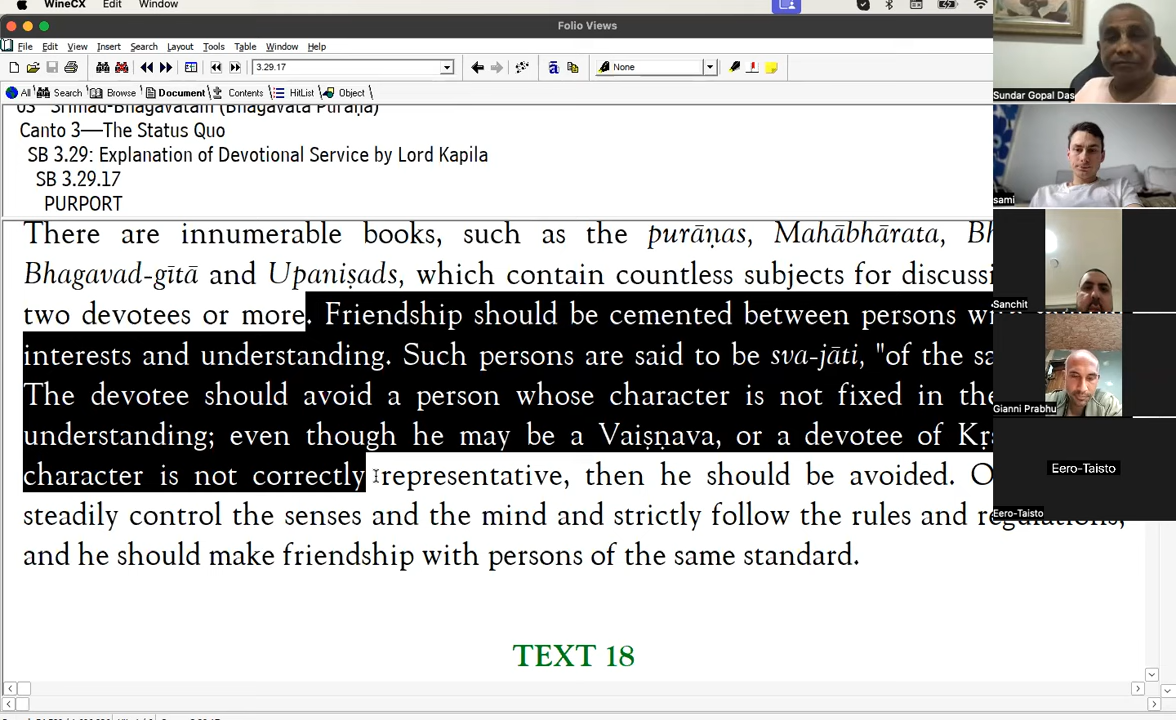 WineCX Edit Window
Folio Views
File Edit View Insert Search Layout Tools Table Window Help
3.29.17
None
All Search Browse Document Contents HitList Object
03 Srimad-Bhagavatam (Bhagavata Purāṇa)
Canto 3—The Status Quo
SB 3.29: Explanation of Devotional Service by Lord Kapila
SB 3.29.17
PURPORT
There are innumerable books, such as the purāṇas, Mahābhārata,
Bhagavad-gītā and Upaniṣads, which contain countless subjects for
two devotees or more. Friendship should be cemented between persons
interests and understanding. Such persons are said to be sva-jāti, "of the
The devotee should avoid a person whose character is not fixed in the
understanding; even though he may be a Vaiṣṇava, or a devotee of
character is not correctly representative, then he should be avoided.
steadily control the senses and the mind and strictly follow the rules and regulations,
and he should make friendship with persons of the same standard.
TEXT 18
Sundar Gopal Das
sami
Sanchit
Gianni Prabhu
Eero-Taisto
Eero-Taisto